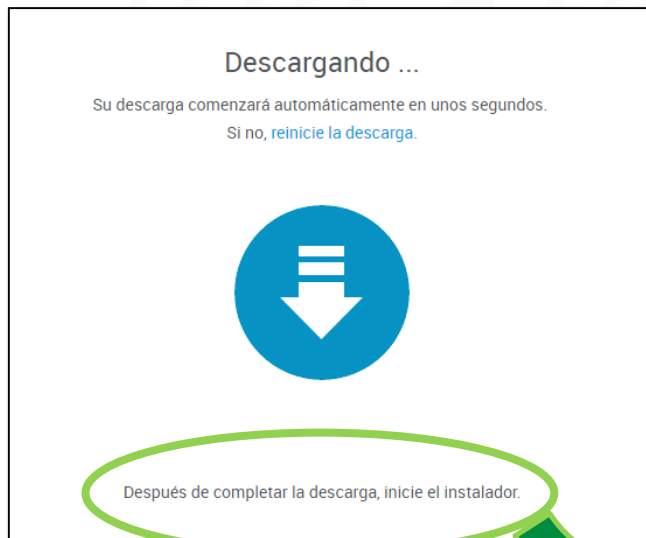 Descargando ...
Su descarga comenzará automáticamente en unos segundos.
Si no, reinicie la descarga.
Después de completar la descarga, inicie el instalador.